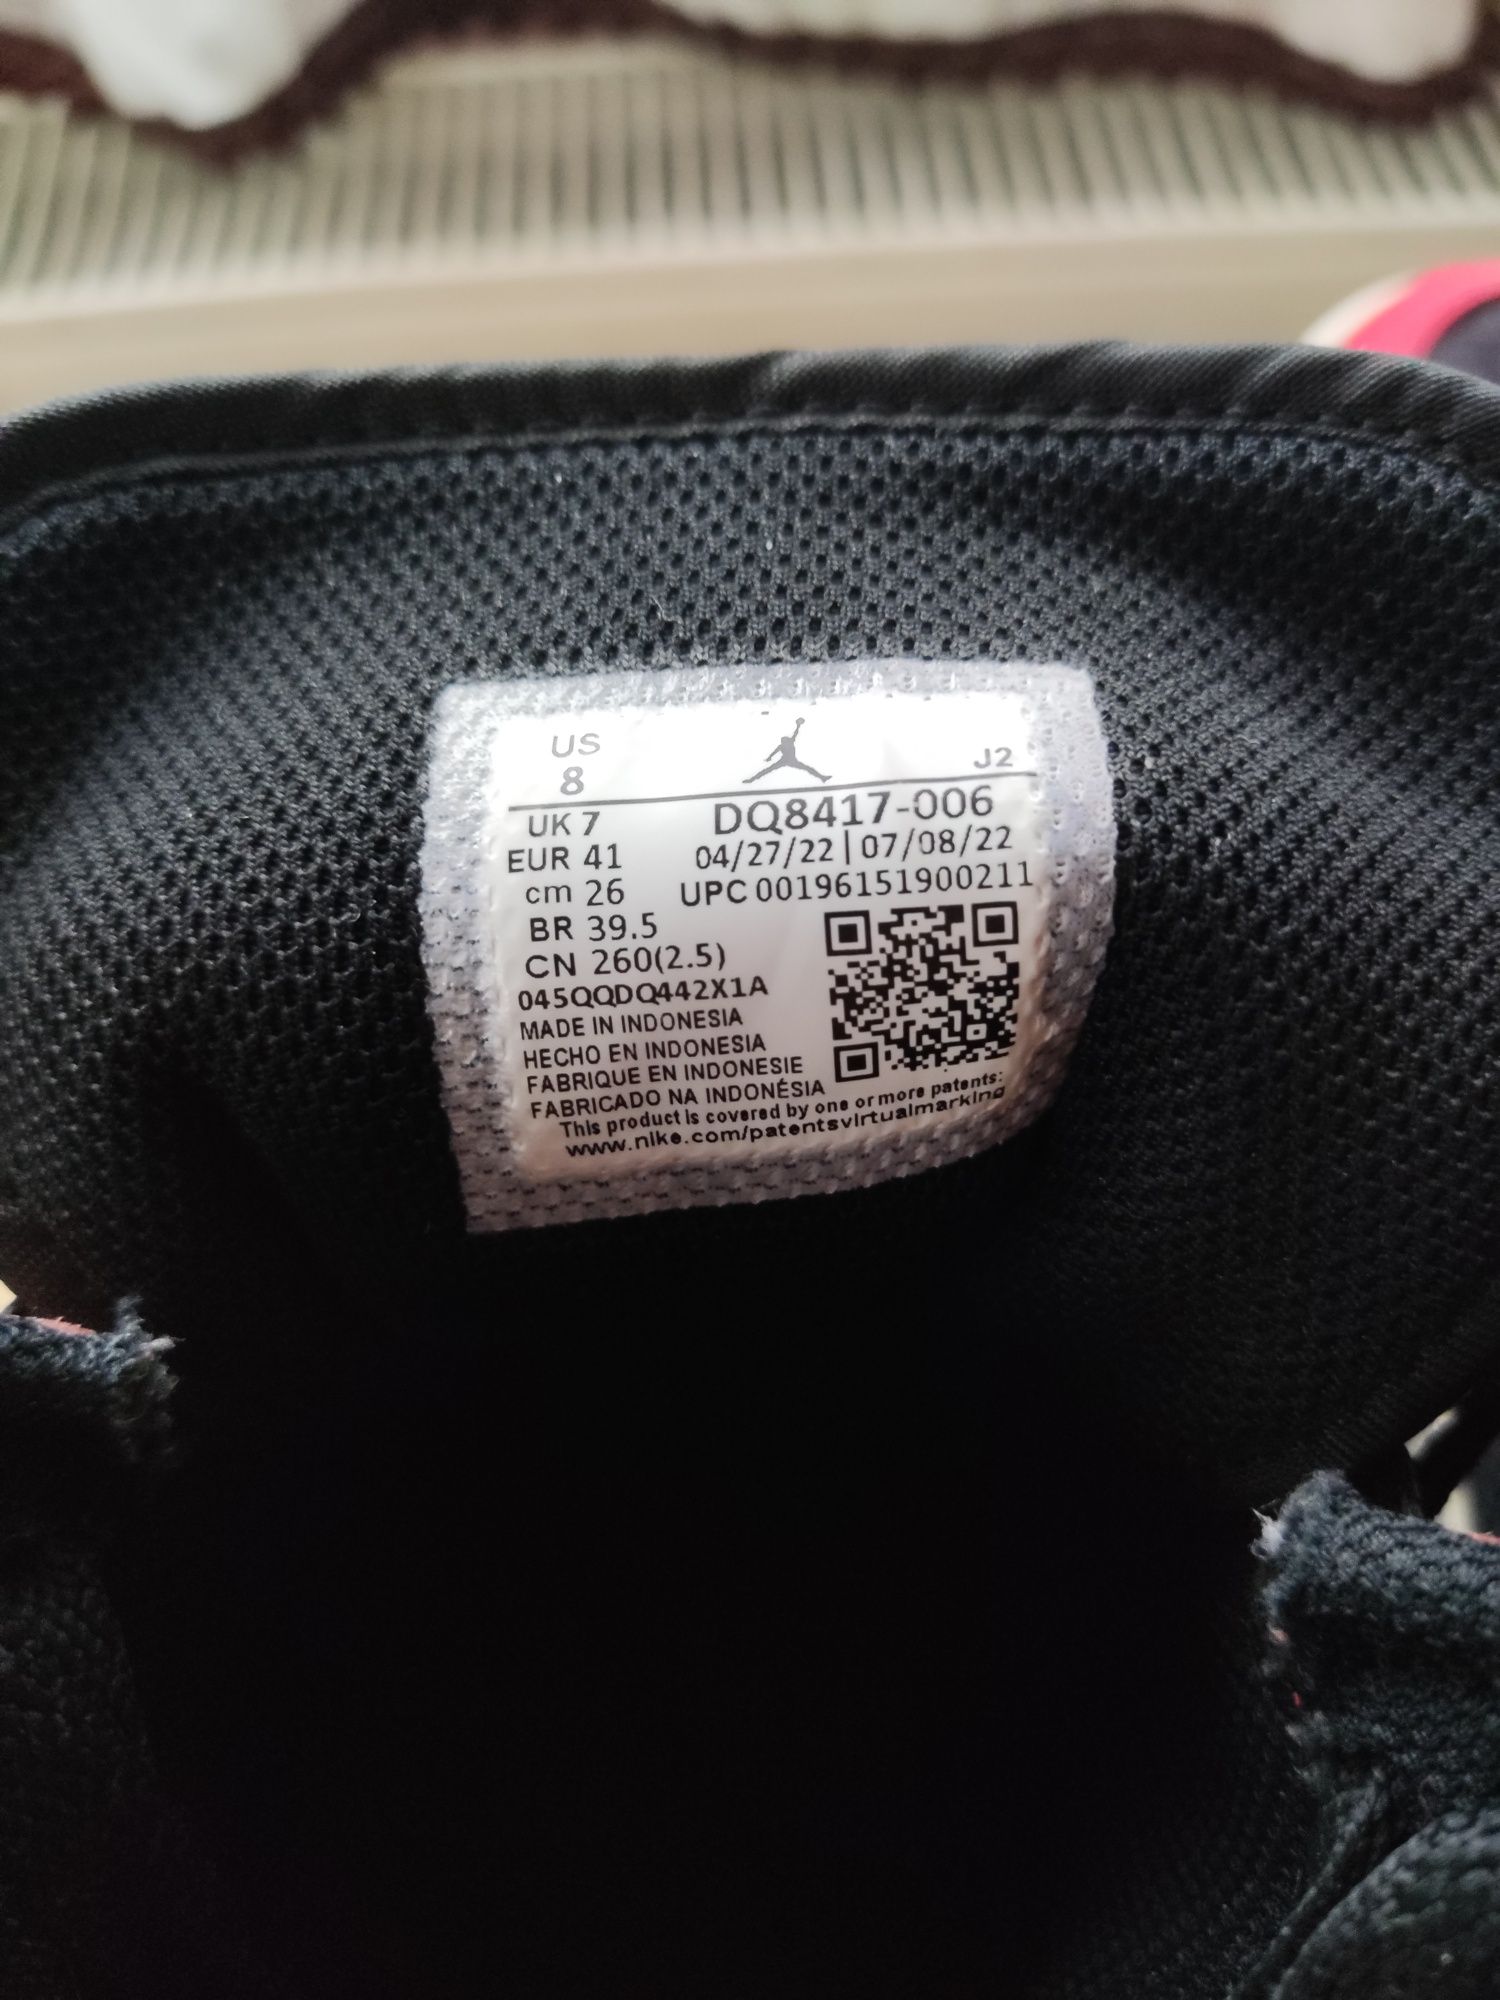 US
8
J2
UK 7
DQ8417-006
EUR 41
04/27/22 | 07/08/22
cm 26
UPC 00196151900211
BR 39.5
CN 260(2.5)
045QQDQ442X1A
MADE IN INDONESIA
HECHO EN INDONESIA
FABRIQUE EN INDONESIE
FABRICADO NA INDONÉSIA
This product is covered by one or more patents:
www.nike.com/patentsvirtualmarking